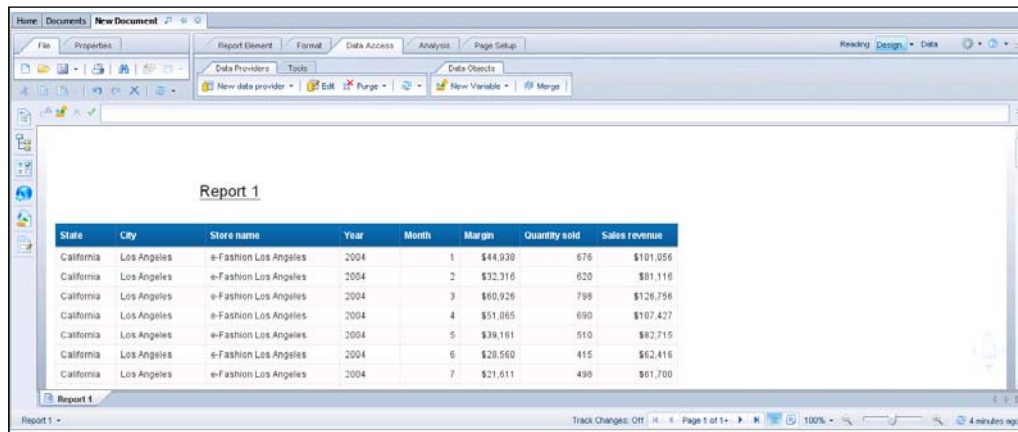 Home Documents New Document
File Properties Report Element Format Data Access Analysis Page Setup Reading Design Data
Data Providers Tools Data Objects
New data provider Edit Purge New Variable Merge
Report 1
State City Store name Year Month Margin Quantity sold Sales revenue
California Los Angeles e-Fashion Los Angeles 2004 1 $44,938 676 $101,056
California Los Angeles e-Fashion Los Angeles 2004 2 $32,316 620 $81,116
California Los Angeles e-Fashion Los Angeles 2004 3 $60,926 798 $126,756
California Los Angeles e-Fashion Los Angeles 2004 4 $51,065 690 $107,427
California Los Angeles e-Fashion Los Angeles 2004 5 $39,161 510 $82,715
California Los Angeles e-Fashion Los Angeles 2004 6 $28,560 415 $62,416
California Los Angeles e-Fashion Los Angeles 2004 7 $21,611 498 $61,700
Report 1
Report 1 Track Changes: Off Page 1 of 1+ 100% 4 minutes ago